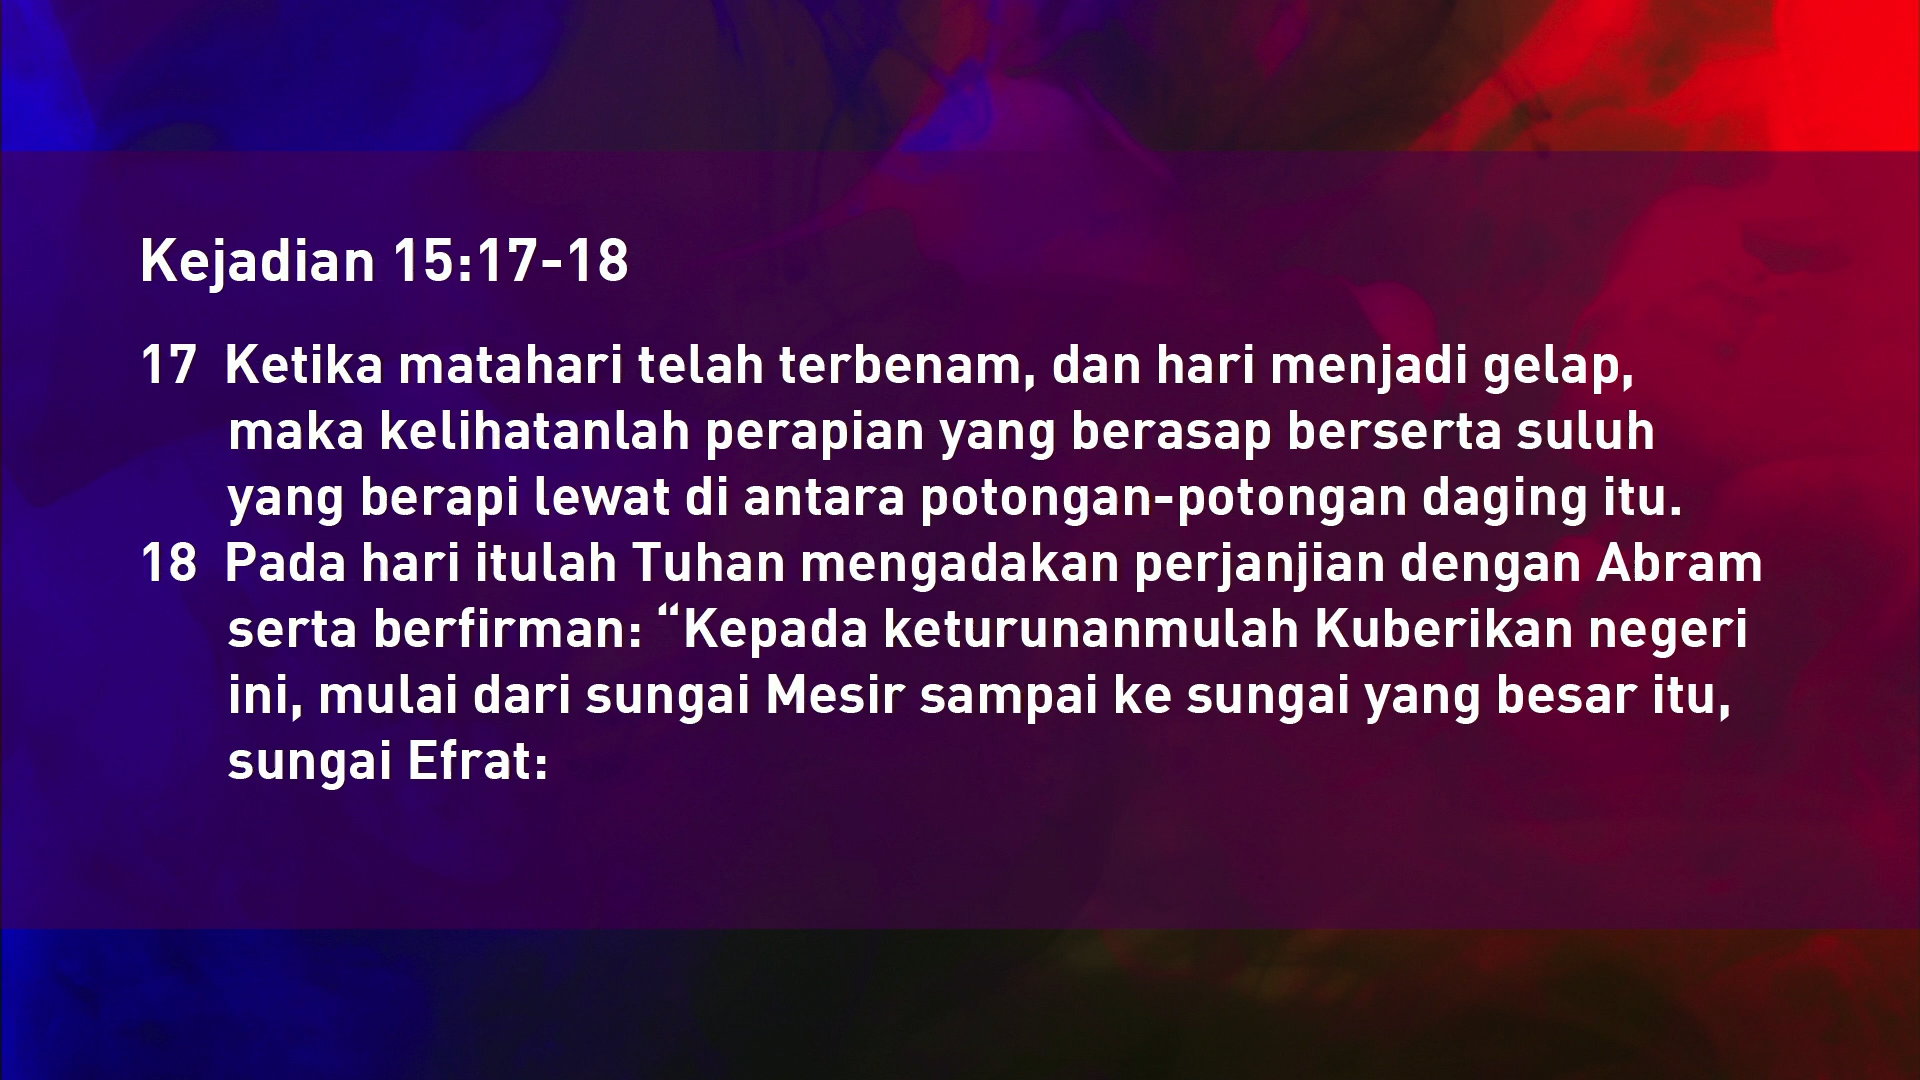 Kejadian 15:17-18
17 Ketika matahari telah terbenam, dan hari menjadi gelap,
maka kelihatanlah perapian yang berasap berserta suluh
yang berapi lewat di antara potongan-potongan daging itu.
18 Pada hari itulah Tuhan mengadakan perjanjian dengan Abram
serta berfirman: “Kepada keturunanmulah Kuberikan negeri
ini, mulai dari sungai Mesir sampai ke sungai yang besar itu,
sungai Efrat: